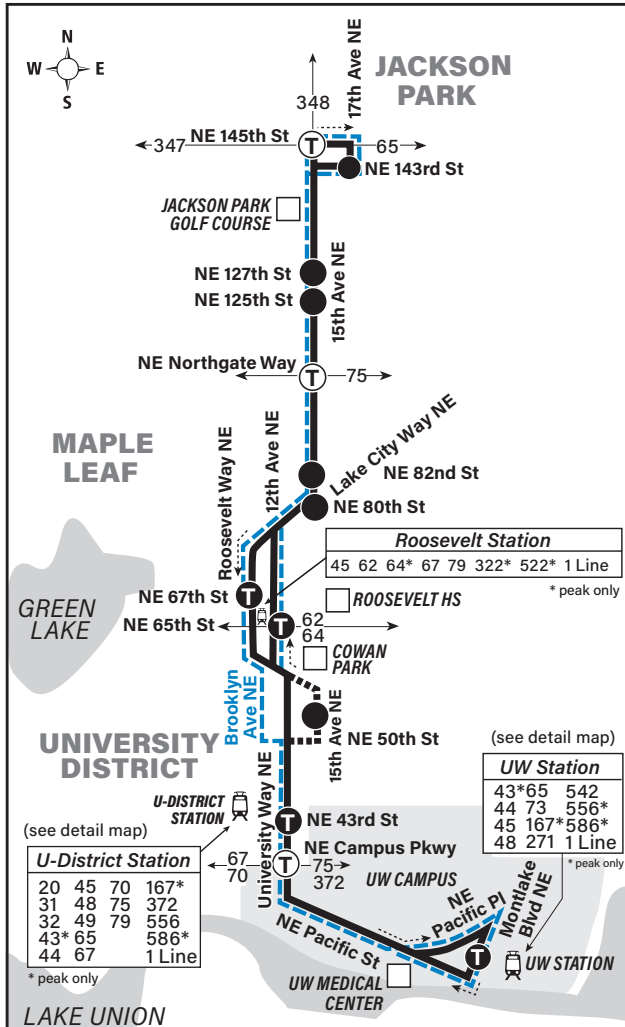 N
W E
S
JACKSON
PARK
17th Ave NE
348
NE 145th St
347
T
65
NE 143rd St
JACKSON PARK
GOLF COURSE
NE 127th St
NE 125th St
15th Ave NE
NE Northgate Way
T
75
MAPLE
LEAF
Lake City Way NE
Roosevelt Way NE
12th Ave NE
NE 82nd St
NE 80th St
Roosevelt Station
45 62 64* 67 79 322* 522* 1 Line
* peak only
GREEN
LAKE
NE 67th St
T
ROOSEVELT HS
NE 65th St
T
62
64
COWAN
PARK
Brooklyn
Ave NE
15th Ave NE
NE 50th St
UNIVERSITY
DISTRICT
University Way NE
U-DISTRICT
STATION
T
NE 43rd St
(see detail map)
UW Station
43* 65 542
44 73 556*
45 167* 586*
48 271 1 Line
* peak only
(see detail map)
U-District Station
20 45 70 167*
31 48 75 372
32 49 79 556
43* 65 586*
44 67 1 Line
* peak only
NE Campus Pkwy
67
70
T
75
372
UW CAMPUS
NE
Pacific Pl
Montlake
Blvd NE
NE Pacific St
T
UW STATION
UW MEDICAL
CENTER
LAKE UNION